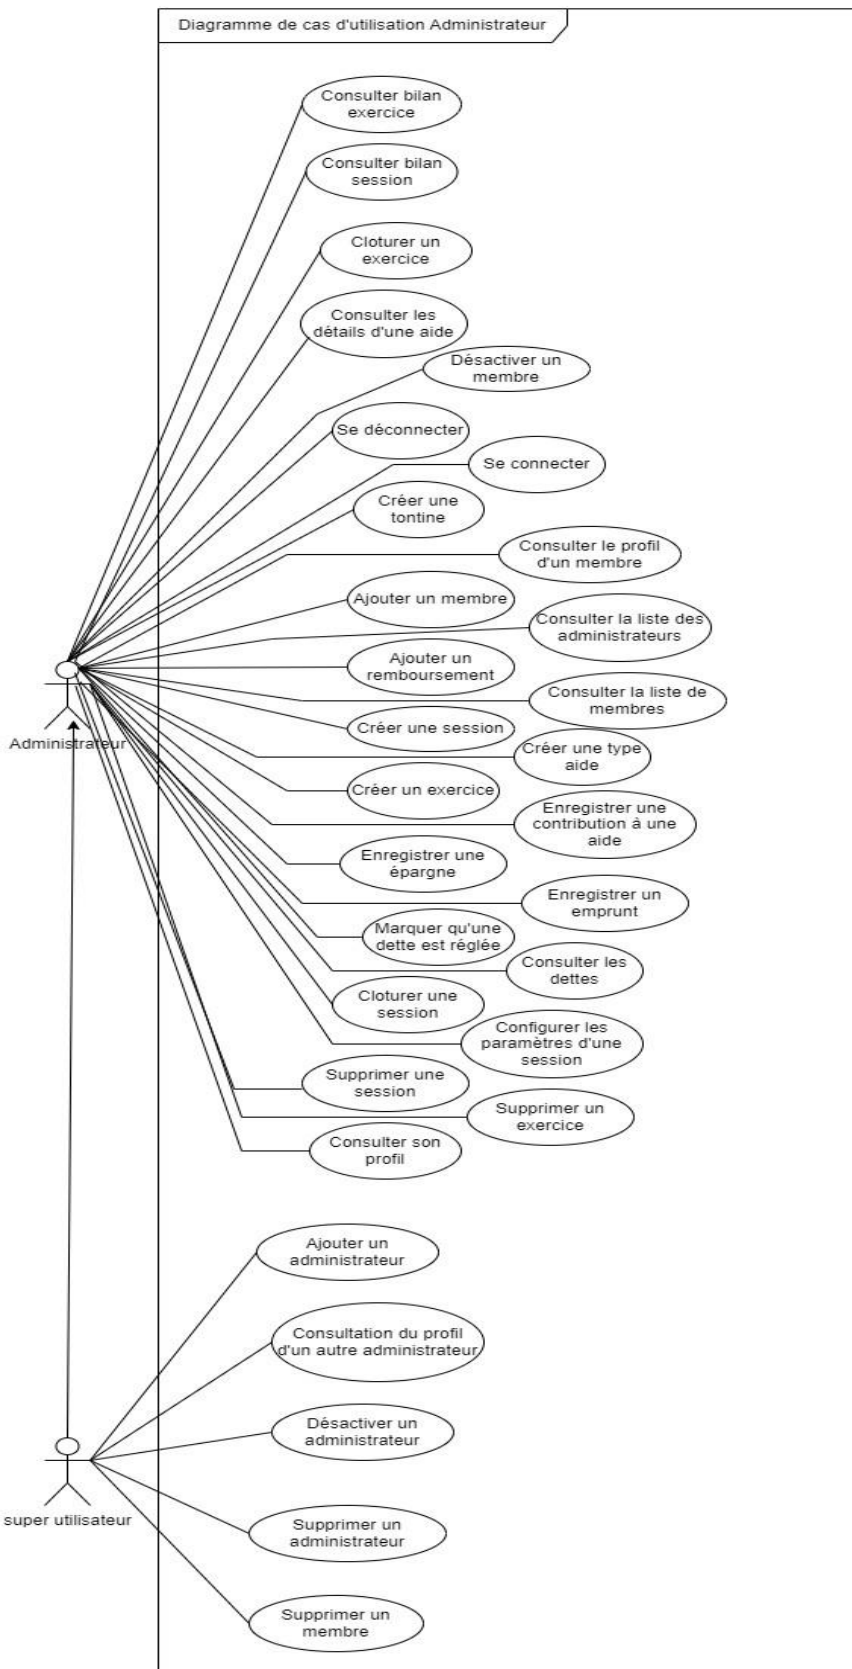 Diagramme de cas d'utilisation Administrateur
Consulter bilan
exercice
Consulter bilan
session
Cloturer un
exercice
Consulter les
détails d'une aide
Désactiver un
membre
Se déconnecter
Se connecter
Créer une
tontine
Consulter le profil
d'un membre
Ajouter un membre
Consulter la liste des
administrateurs
Ajouter un
remboursement
Consulter la liste de
membres
Créer une session
Administrateur
Créer une type
aide
Créer un exercice
Enregistrer une
contribution à une
aide
Enregistrer une
épargne
Enregistrer un
emprunt
Marquer qu'une
dette est réglée
Consulter les
dettes
Cloturer une
session
Configurer les
paramètres d'une
session
Supprimer une
session
Supprimer un
exercice
Consulter son
profil
Ajouter un
administrateur
Consultation du profil
d'un autre administrateur
Désactiver un
administrateur
super utilisateur
Supprimer un
administrateur
Supprimer un
membre